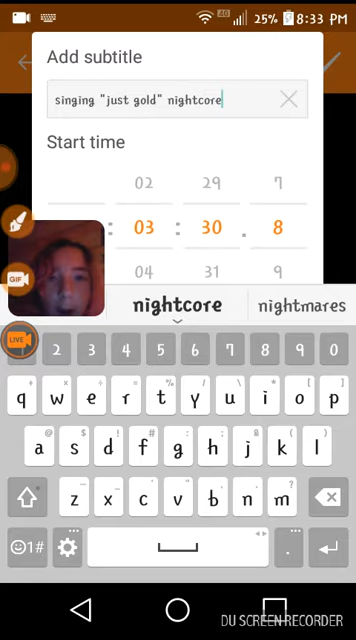 4G 25% 8:33 PM
Add subtitle
singing "just gold" nightcore
Start time
02 29 7
: 03 : 30 . 8
04 31 9
GIF
nightcore nightmares
LIVE
2 3 4 5 6 7 8 9 0
q w e r t y u i o p
a s d f g h j k l
z x c v b n m
1# .
DU SCREEN RECORDER